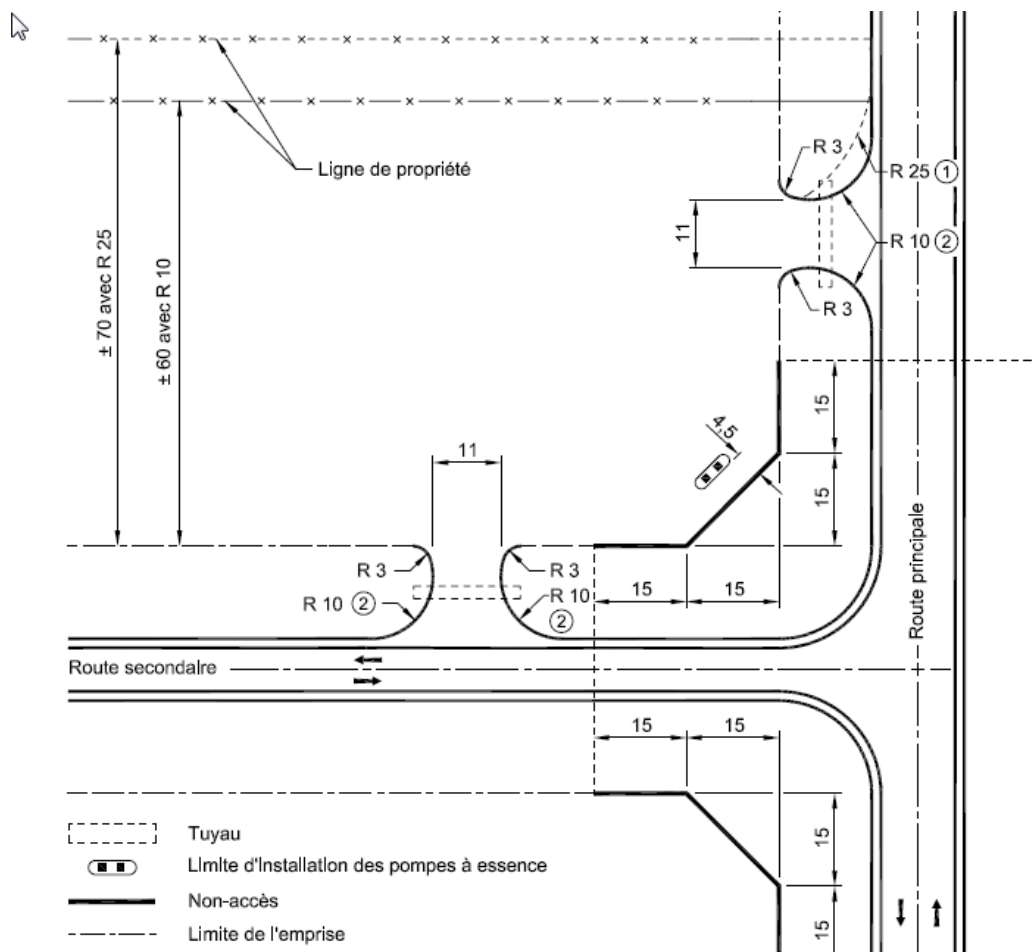 Ligne de propriété
± 70 avec R 25
± 60 avec R 10
R 3
R 25 1
11
R 10 2
R 3
15
4,5
11
15
R 3
R 3
R 10 2
R 10
2
15
15
Route principale
Route secondaire
15
15
15
15
Tuyau
Limite d'Installation des pompes à essence
Non-accès
Limite de l'emprise